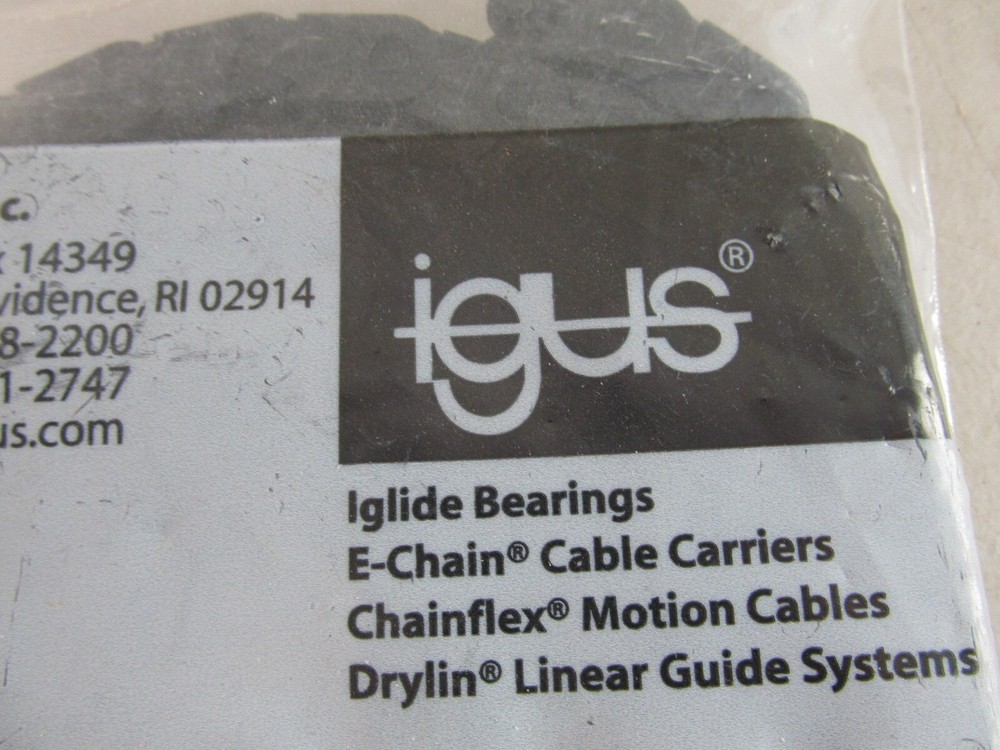 c.
14349
vidence, RI 02914
8-2200
1-2747
us.com
igus®
Iglide Bearings
E-Chain® Cable Carriers
Chainflex® Motion Cables
Drylin® Linear Guide Systems